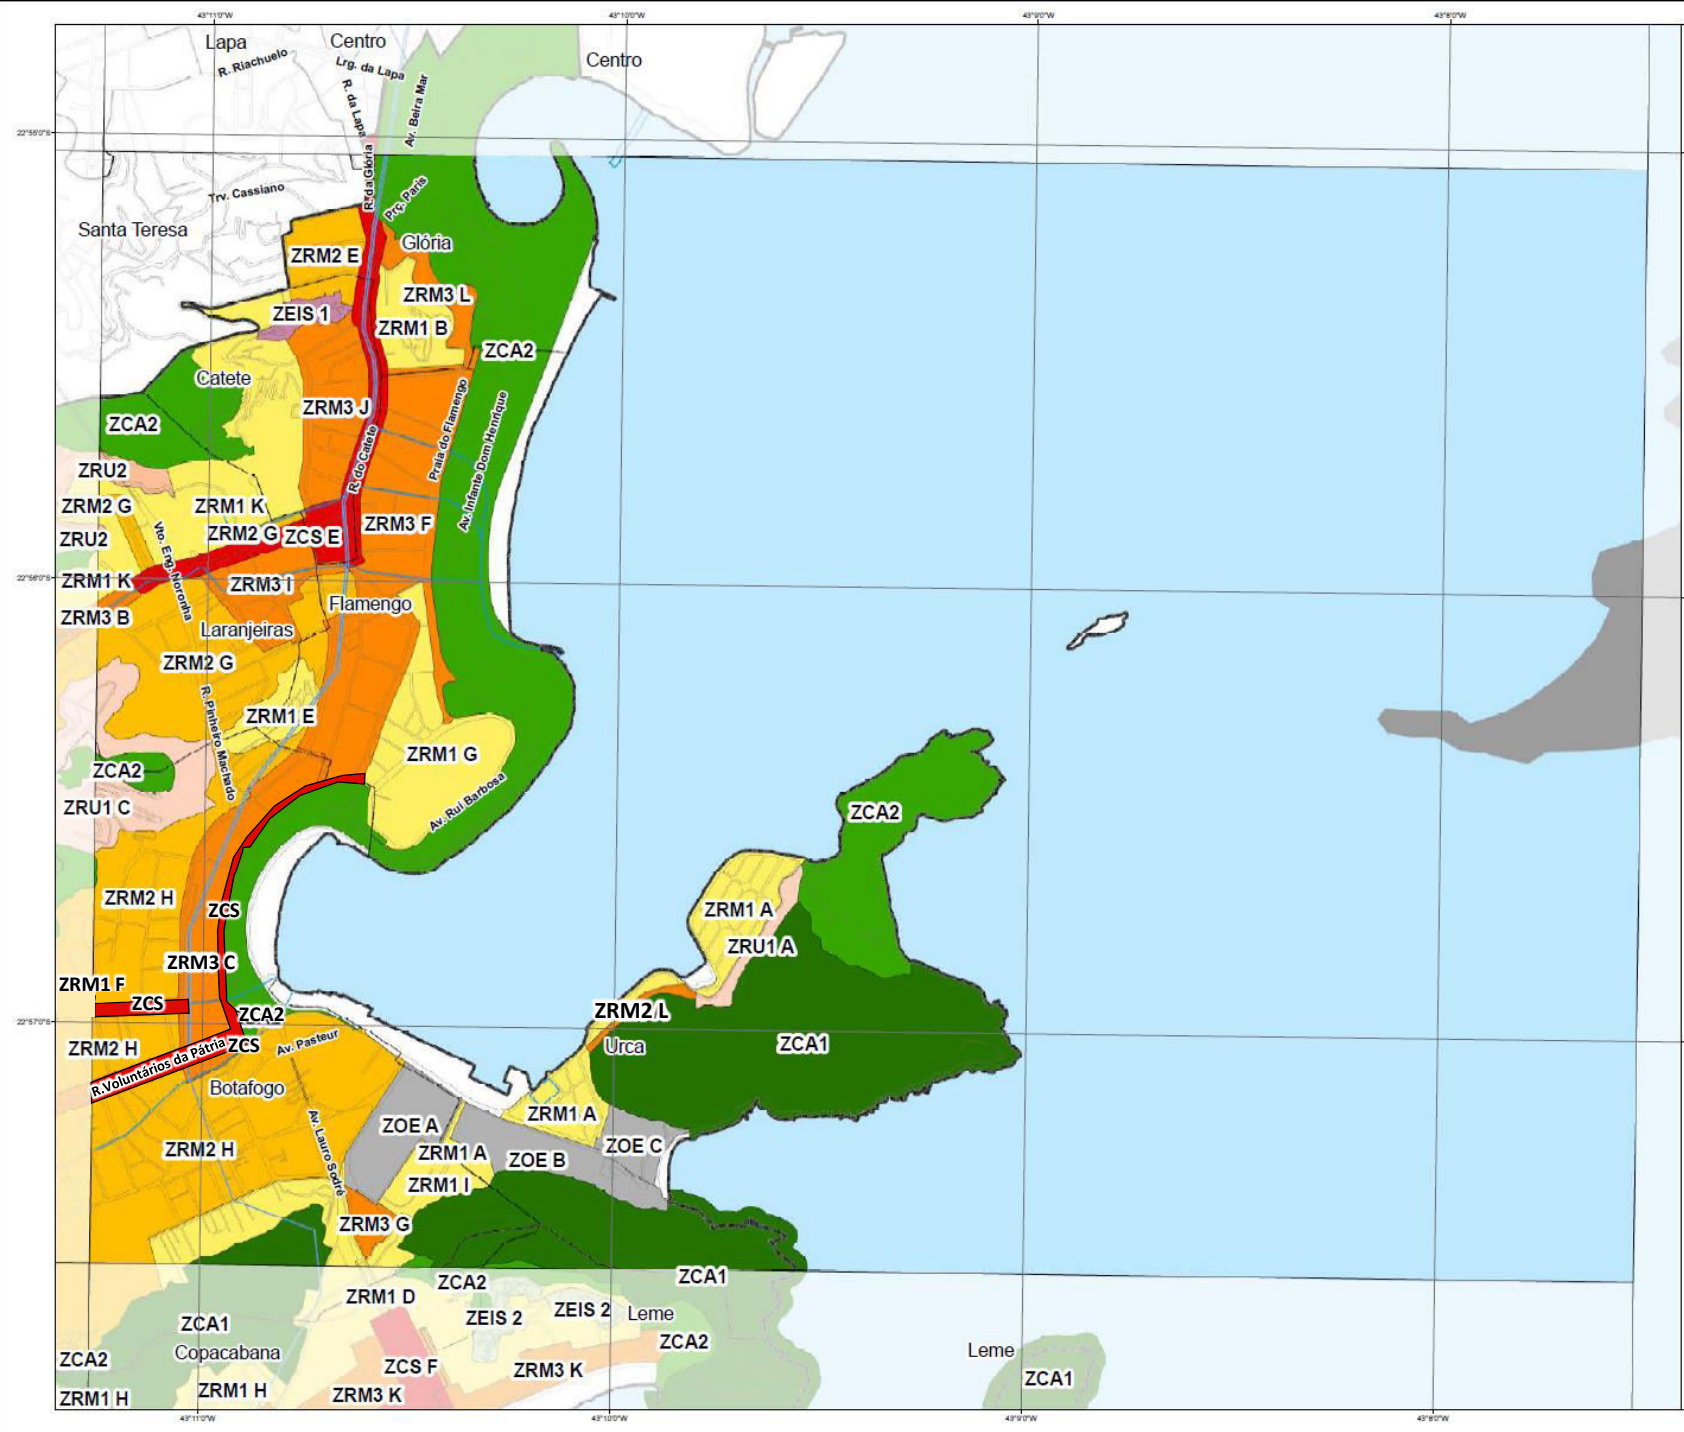 43°11'0"W
43°10'0"W
43°9'0"W
43°8'0"W
Lapa
Centro
Centro
R. Riachuelo
Lrg. da Lapa
R. da Lapa
Av. Beira Mar
22°55'0"S
R. da Glória
Trv. Cassiano
Prç. Paris
Santa Teresa
Glória
ZRM2 E
ZRM3 L
ZEIS 1
ZRM1 B
ZCA2
Catete
ZRM3 J
ZCA2
Praia do Flamengo
Av. Infante Dom Henrique
R. do Catete
ZRU2
ZRM2 G
ZRM1 K
ZRM3 F
ZRU2
Vto. Eng. Noronha
ZRM2 G
ZCS E
22°56'0"S
ZRM1 K
ZRM3 I
ZRM3 B
Flamengo
Laranjeiras
ZRM2 G
R. Pinheiro Machado
ZRM1 E
ZRM1 G
ZCA2
ZRU1 C
Av. Rui Barbosa
ZCA2
ZRM2 H
ZCS
ZRM1 A
ZRU1 A
ZRM3 C
ZRM1 F
ZCS
ZCA2
ZRM2 L
22°57'0"S
ZRM2 H
ZCS
Av. Pasteur
Urca
ZCA1
R.Voluntários da Pátria
Botafogo
Av. Lauro Sodré
ZOE A
ZRM1 A
ZRM2 H
ZRM1 A
ZOE B
ZOE C
ZRM1 I
ZRM3 G
ZCA2
ZCA1
ZRM1 D
ZEIS 2
ZEIS 2
Leme
ZCA1
Copacabana
ZCA2
ZCA2
ZCS F
ZRM3 K
Leme
ZCA1
ZRM1 H
ZRM1 H
ZRM3 K
43°11'0"W
43°10'0"W
43°9'0"W
43°8'0"W